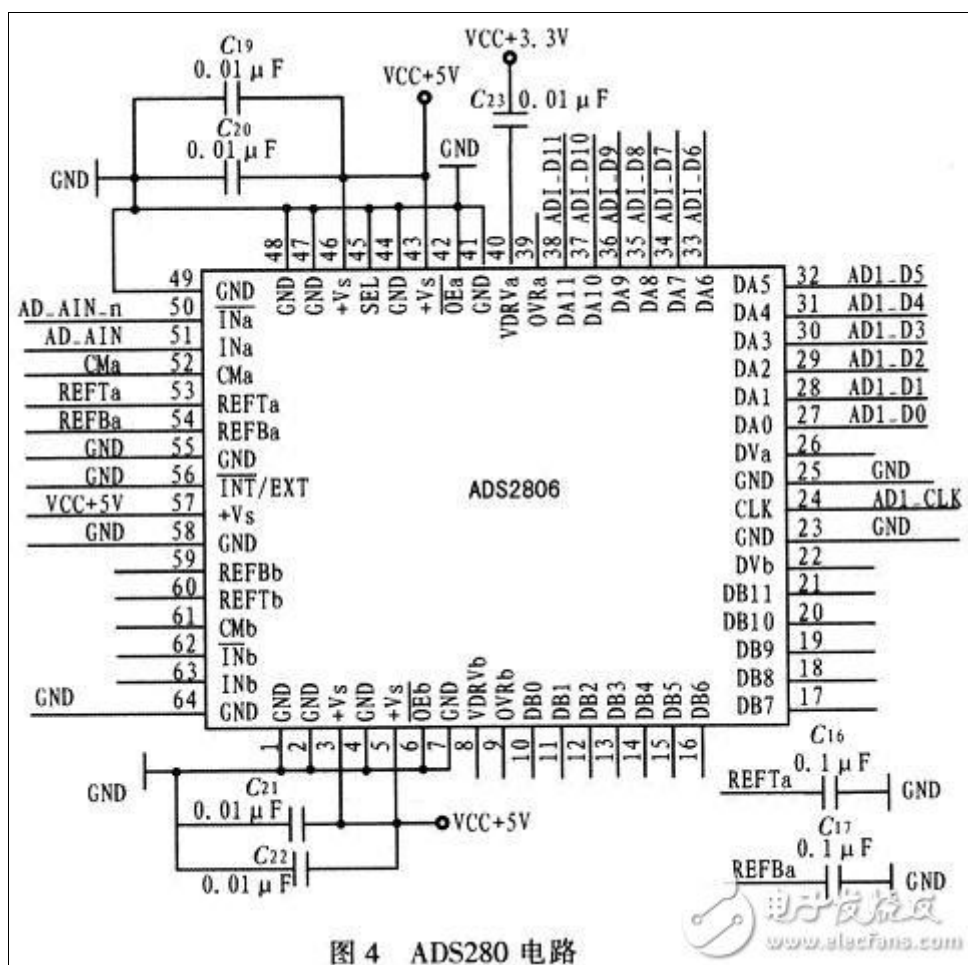 C19
0.01 μF
VCC+5V
VCC+3.3V
C20
0.01 μF
C23 0.01 μF
GND
GND
ADI_D11
ADI_D10
ADI_D9
ADI_D8
ADI_D7
ADI_D6
48 47 46 45 44 43 42 41 40 39 38 37 36 35 34 33
GND GND +Vs SEL GND +Vs OEa GND VDRVa OVRa DA11 DA10 DA9 DA8 DA7 DA6
49 GND
AD_AIN_n 50 INa
AD_AIN 51 INa
CMa 52 CMa
REFTa 53 REFTa
REFBa 54 REFBa
GND 55 GND
GND 56 INT/EXT
VCC+5V 57 +Vs
GND 58 GND
59 REFBb
60 REFTb
61 CMb
62 INb
63 INb
GND 64 GND
ADS2806
DA5 32 AD1_D5
DA4 31 AD1_D4
DA3 30 AD1_D3
DA2 29 AD1_D2
DA1 28 AD1_D1
DA0 27 AD1_D0
DVa 26
GND 25 GND
CLK 24 AD1_CLK
GND 23 GND
DVb 22
DB11 21
DB10 20
DB9 19
DB8 18
DB7 17
GND GND +Vs GND +Vs OEb GND VDRVb OVRb DB0 DB1 DB2 DB3 DB4 DB5 DB6
1 2 3 4 5 6 7 8 9 10 11 12 13 14 15 16
GND
C21
0.01 μF
VCC+5V
C22
0.01 μF
C16
REFTa 0.1 μF GND
C17
REFBa 0.1 μF GND
图 4 ADS280 电路
电子发烧友
www.elecfans.com